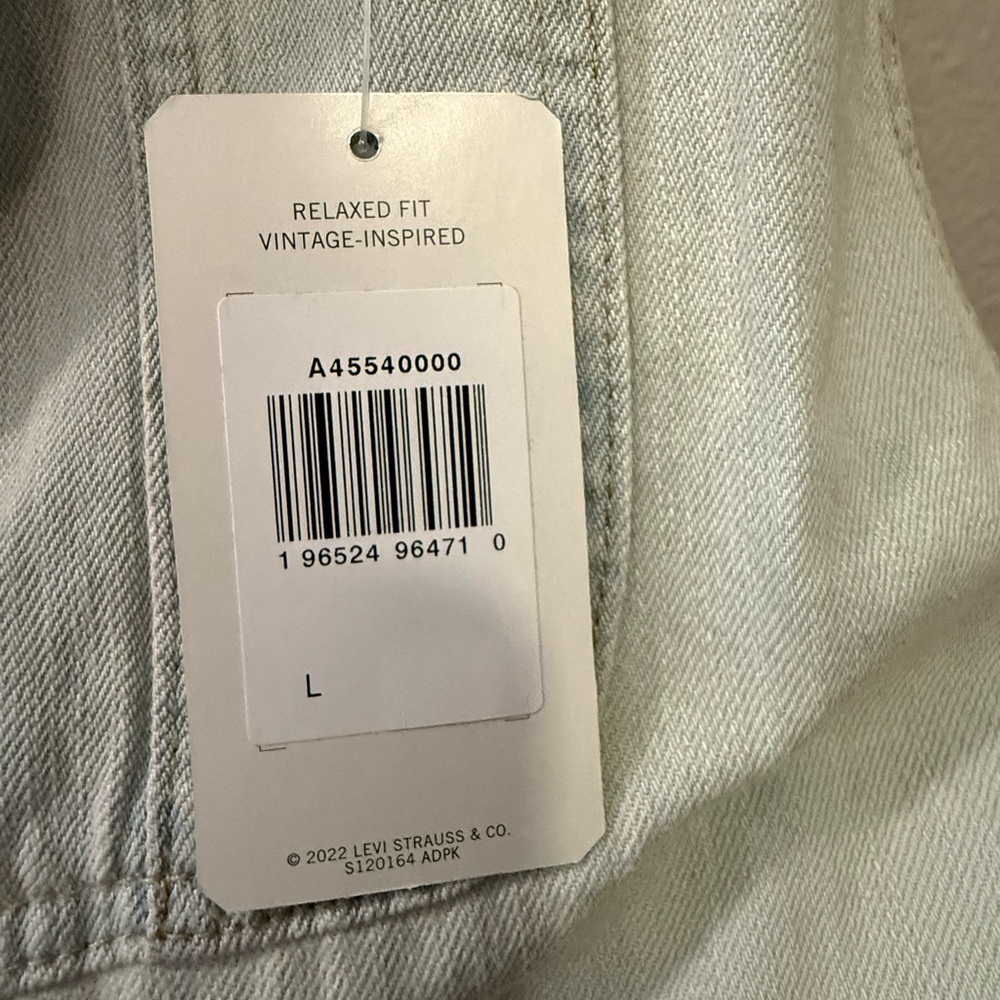 RELAXED FIT
VINTAGE-INSPIRED
A45540000
1 96524 96471 0
L
© 2022 LEVI STRAUSS & CO.
S120164 ADPK